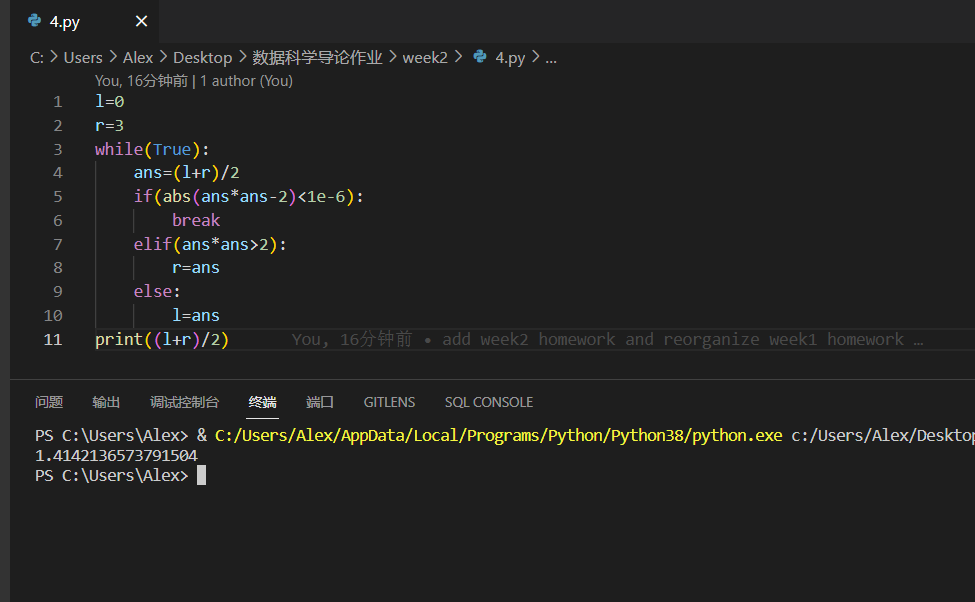 4.py
C: > Users > Alex > Desktop > 数据科学导论作业 > week2 > 4.py > ...
You, 16分钟前 | 1 author (You)
1 l=0
2 r=3
3 while(True):
4 ans=(l+r)/2
5 if(abs(ans*ans-2)<1e-6):
6 break
7 elif(ans*ans>2):
8 r=ans
9 else:
10 l=ans
11 print((l+r)/2) You, 16分钟前 • add week2 homework and reorganize week1 homework …
问题 输出 调试控制台 终端 端口 GITLENS SQL CONSOLE
PS C:\Users\Alex> & C:/Users/Alex/AppData/Local/Programs/Python/Python38/python.exe c:/Users/Alex/Desktop
1.4142136573791504
PS C:\Users\Alex>